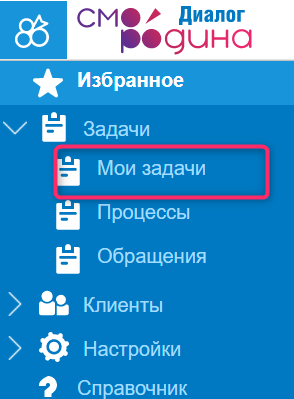 СМО Диалог
РОДИНА
Избранное
Задачи
Мои задачи
Процессы
Обращения
Клиенты
Настройки
Справочник